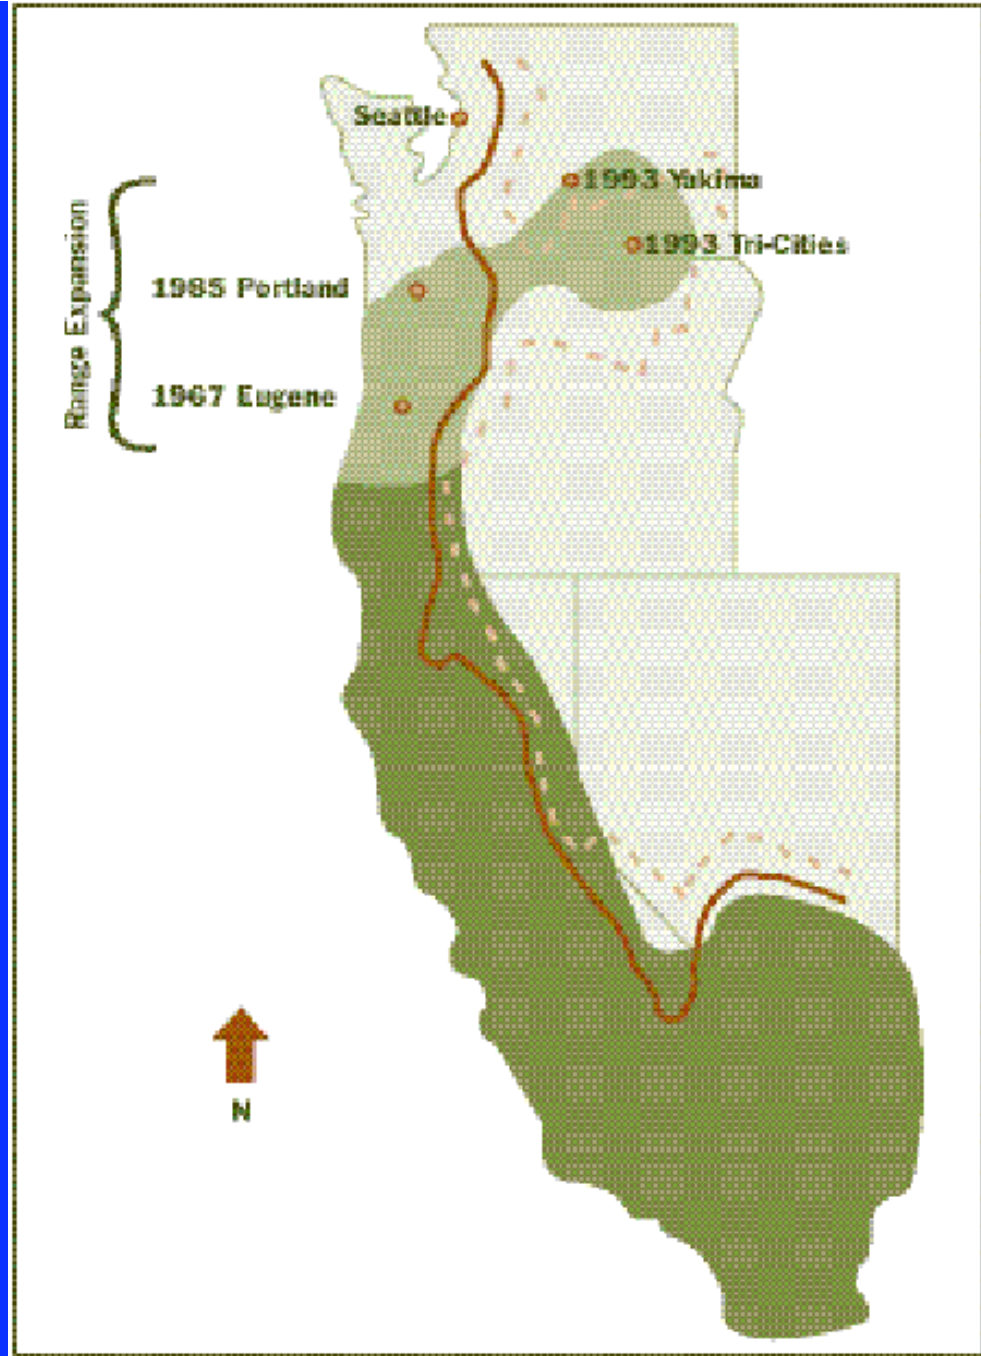 Seattle
1993 Yakima
1993 Tri-Cities
Range Expansion
1985 Portland
1967 Eugene
N